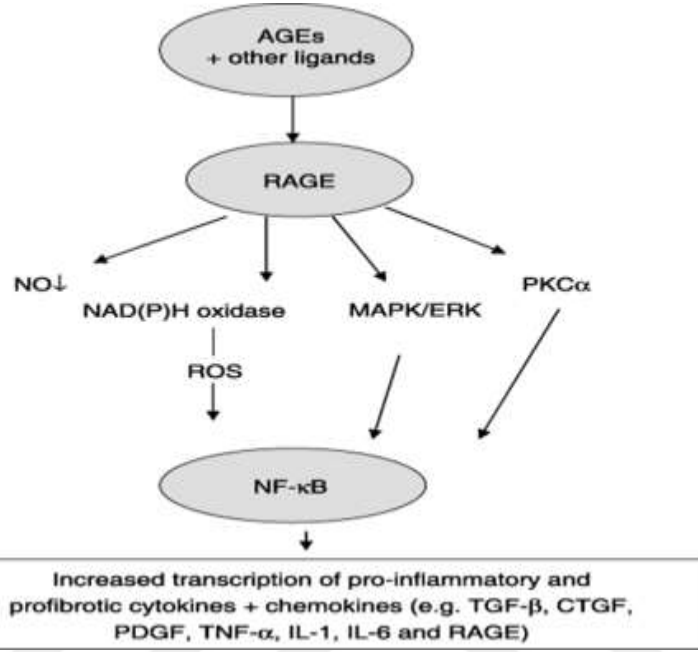 AGEs
+ other ligands
RAGE
NO↓
PKCα
NAD(P)H oxidase
MAPK/ERK
ROS
NF-κB
Increased transcription of pro-inflammatory and
profibrotic cytokines + chemokines (e.g. TGF-β, CTGF,
PDGF, TNF-α, IL-1, IL-6 and RAGE)